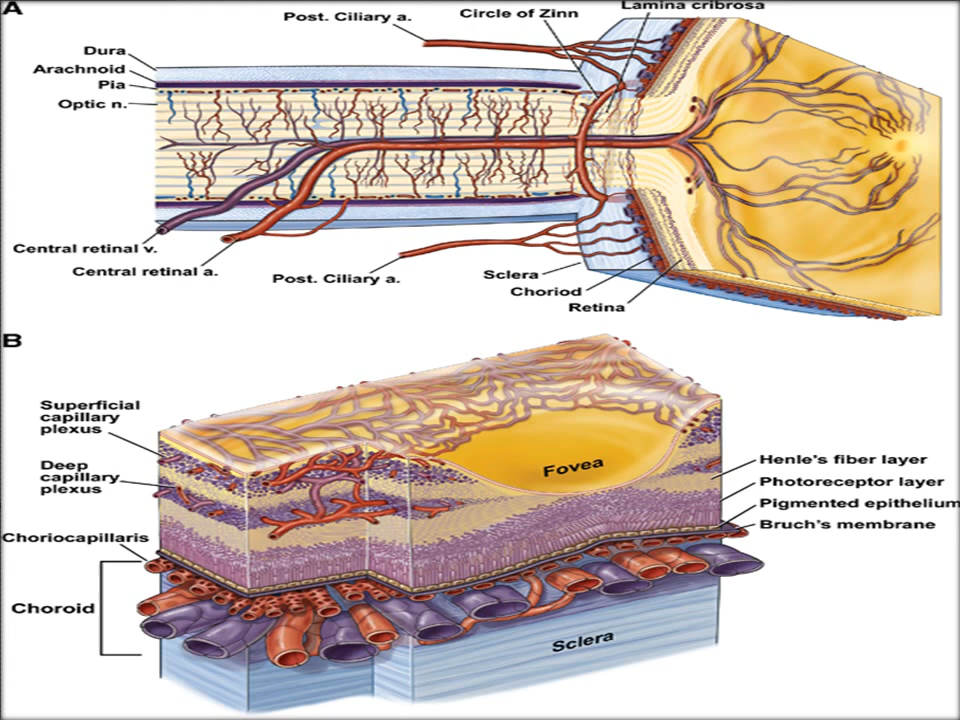 A
Post. Ciliary a.
Circle of Zinn
Lamina cribrosa
Dura
Arachnoid
Pia
Optic n.
Central retinal v.
Central retinal a.
Post. Ciliary a.
Sclera
Choriod
Retina
B
Superficial
capillary
plexus
Deep
capillary
plexus
Choriocapillaris
Choroid
Fovea
Henle's fiber layer
Photoreceptor layer
Pigmented epithelium
Bruch's membrane
Sclera